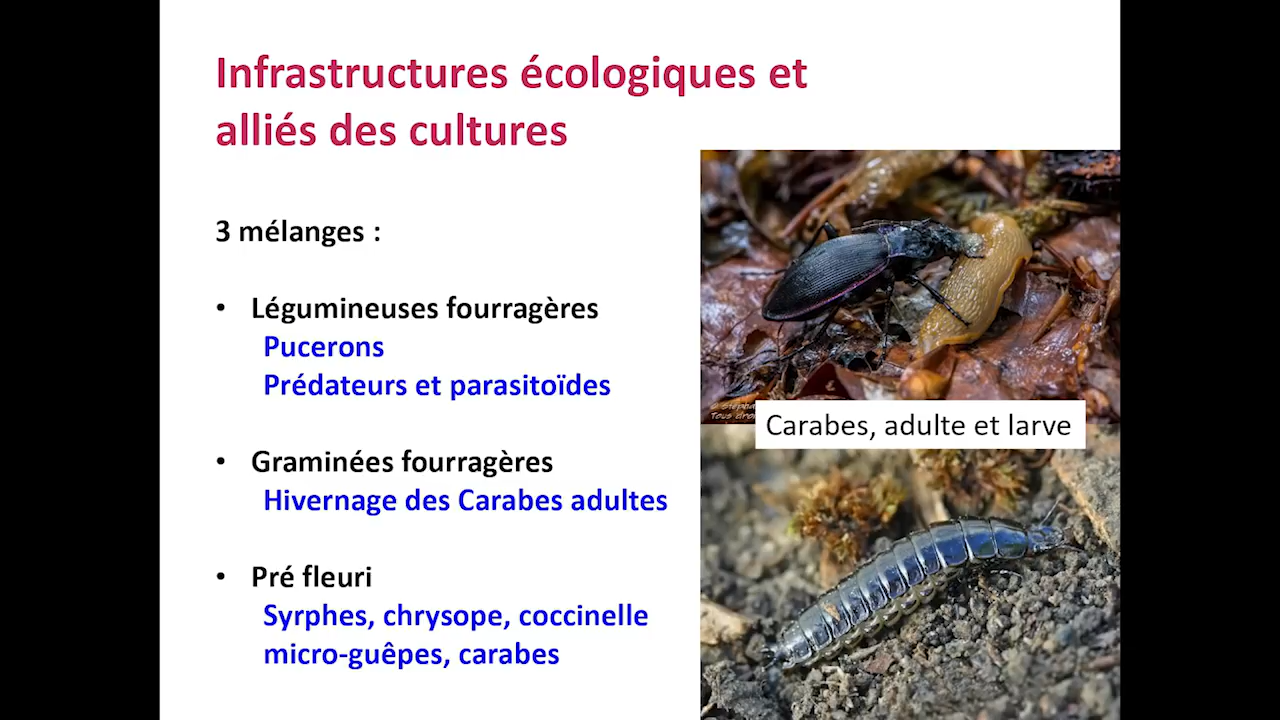 Infrastructures écologiques et
alliés des cultures
3 mélanges :
• Légumineuses fourragères
Pucerons
Prédateurs et parasitoïdes
• Graminées fourragères
Hivernage des Carabes adultes
• Pré fleuri
Syrphes, chrysope, coccinelle
micro-guêpes, carabes
Carabes, adulte et larve